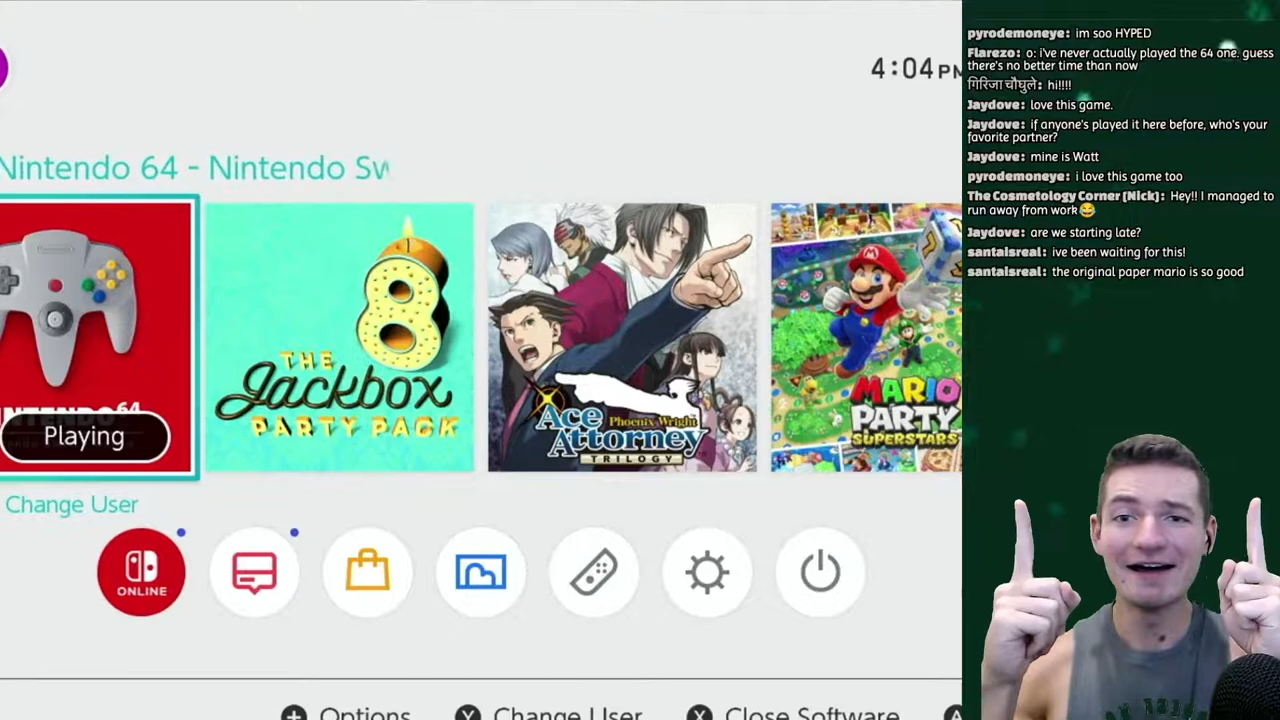 4:04PM
Nintendo 64 - Nintendo Sw
NINTENDO 64
Playing
THE
Jackbox
PARTY PACK
8
Phoenix Wright
Ace
Attorney
TRILOGY
MARIO
PARTY
SUPERSTARS
Change User
ONLINE
+ Options
Y Change User
X Close Software
A
pyrodemoneye: im soo HYPED
Flarezo: o: i've never actually played the 64 one. guess
there's no better time than now
गिरिजा चौघुले: hi!!!!
Jaydove: love this game.
Jaydove: if anyone's played it here before, who's your
favorite partner?
Jaydove: mine is Watt
pyrodemoneye: i love this game too
The Cosmetology Corner (Nick): Hey!! I managed to
run away from work😂
Jaydove: are we starting late?
santaisreal: ive been waiting for this!
santaisreal: the original paper mario is so good